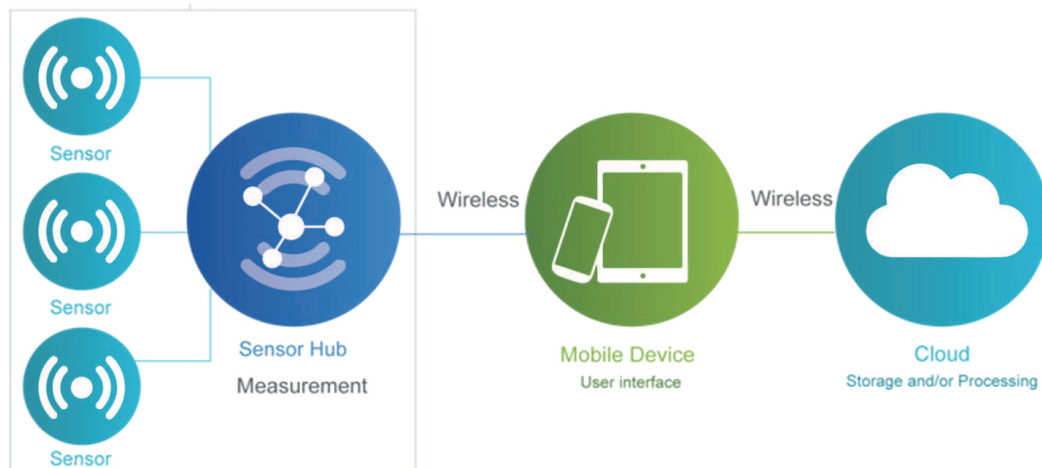 Sensor
Sensor
Sensor
Sensor Hub
Measurement
Wireless
Mobile Device
User interface
Wireless
Cloud
Storage and/or Processing